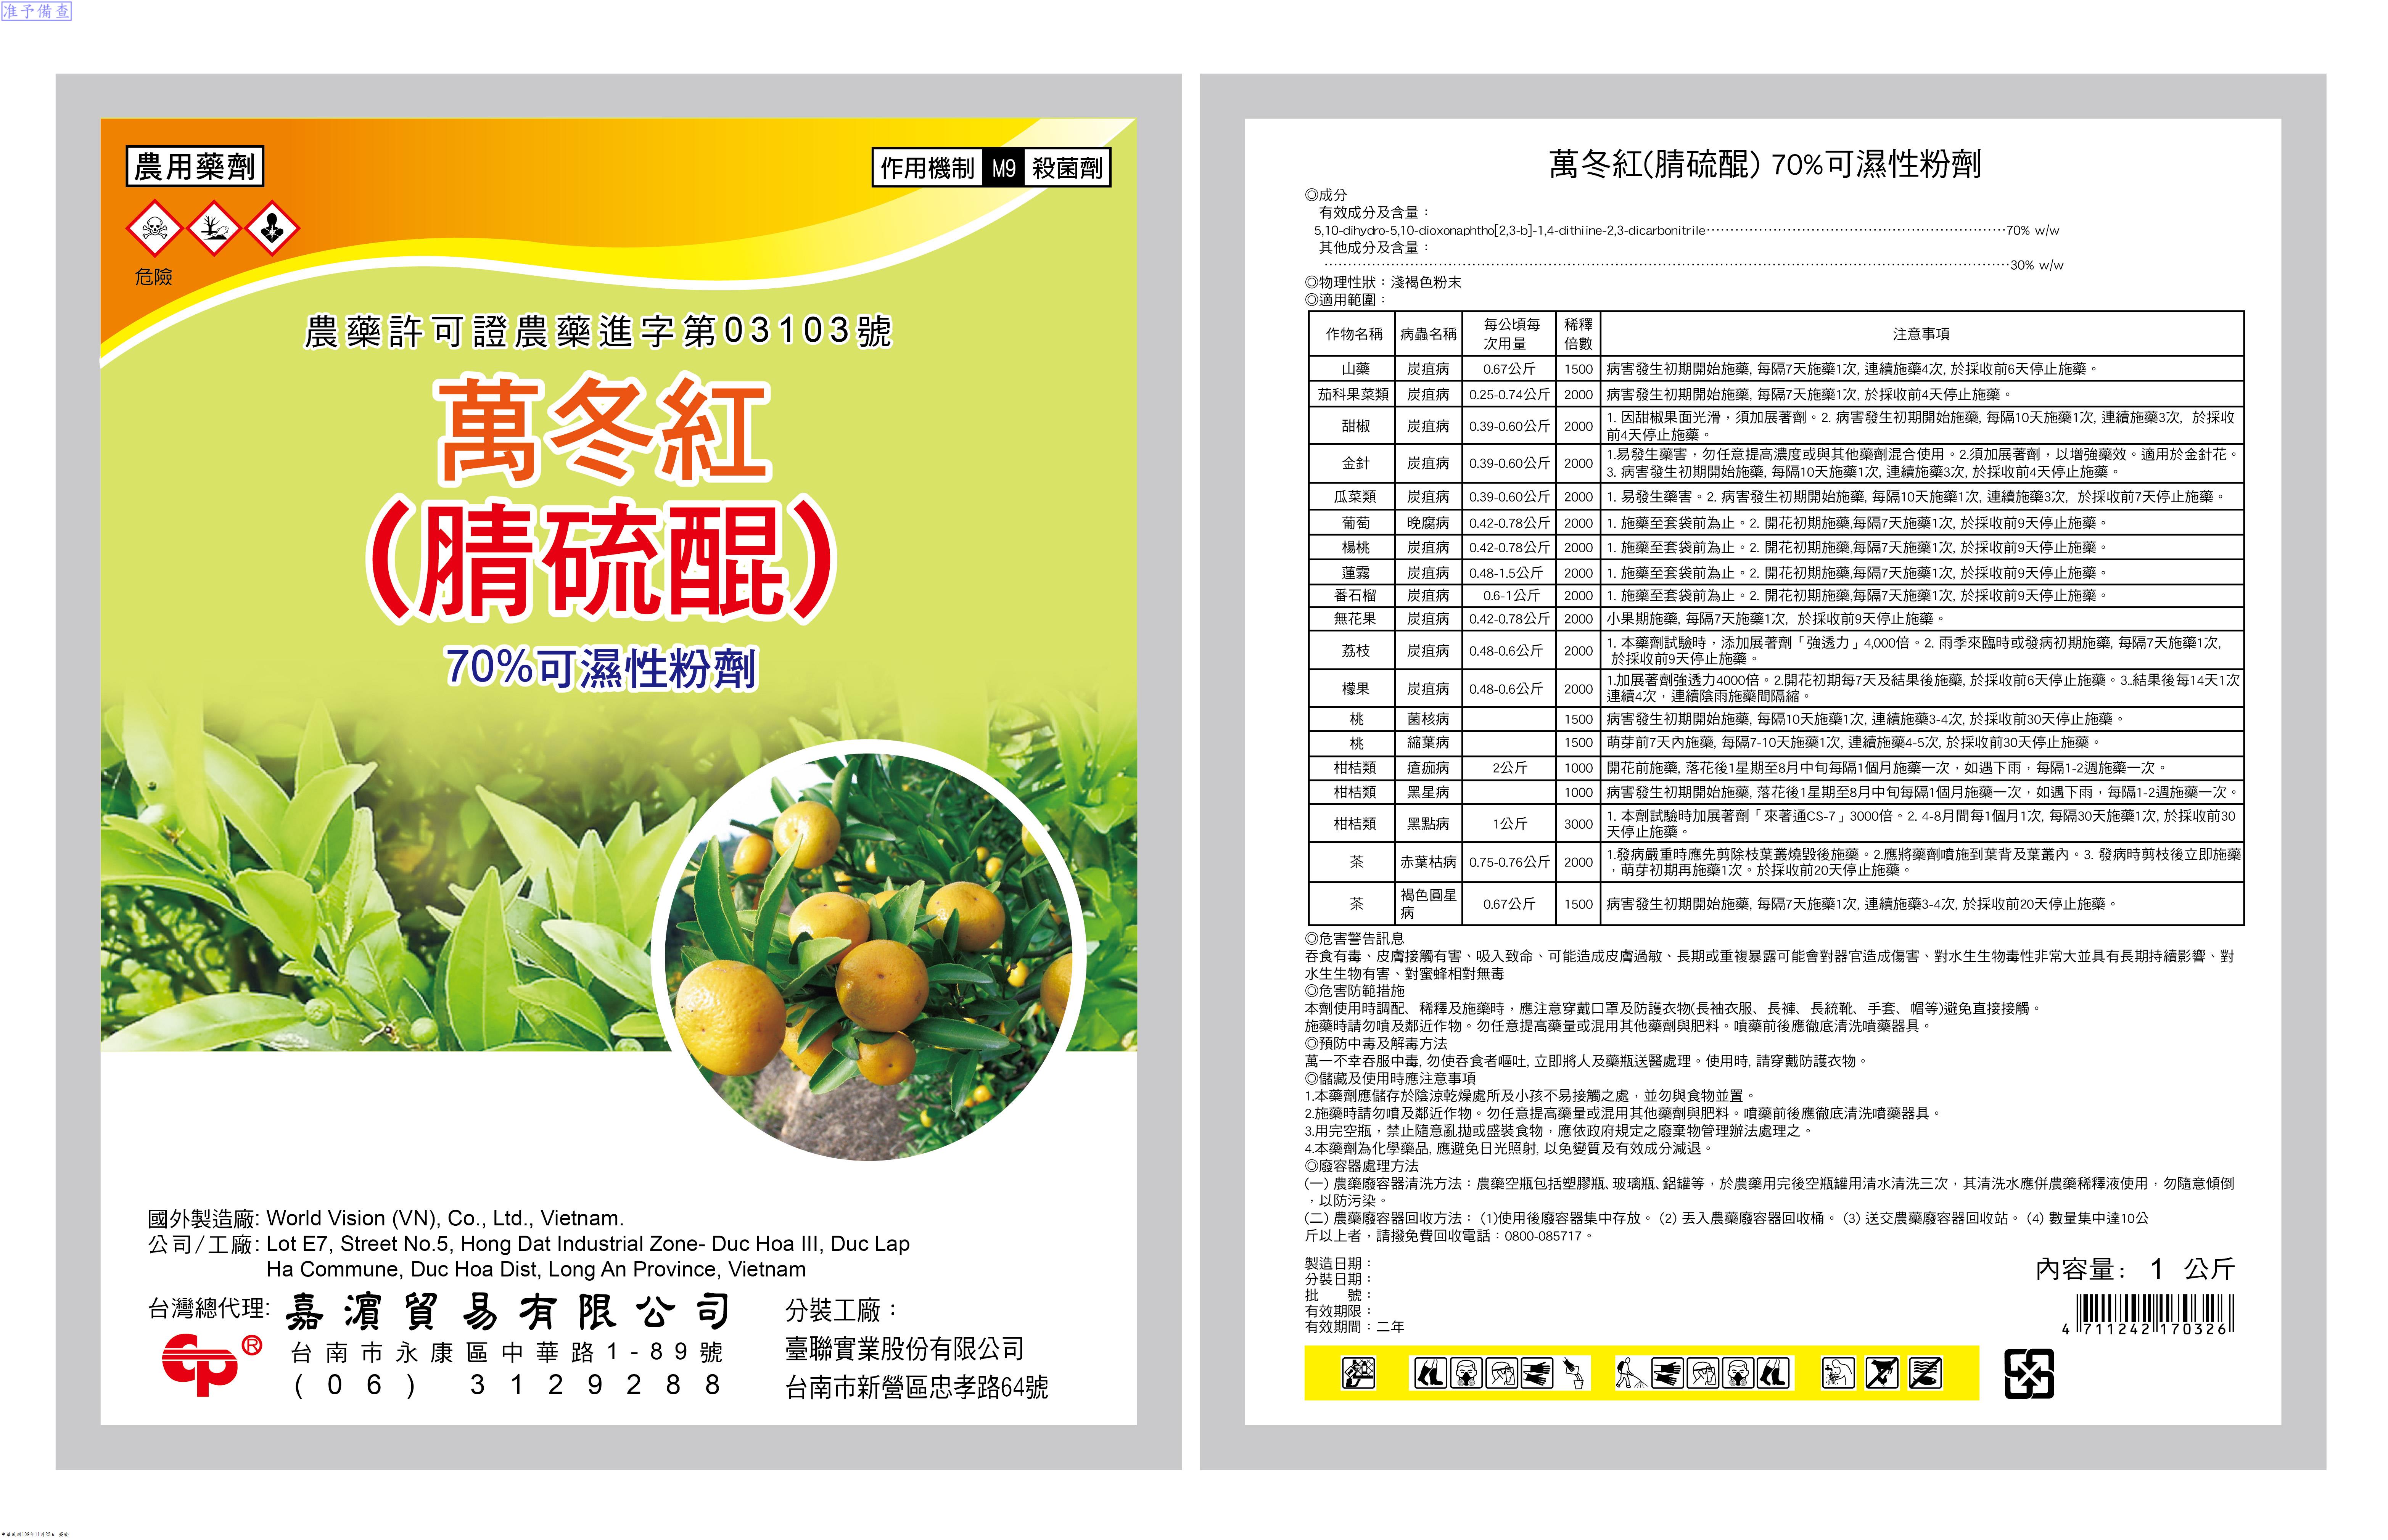 准予備查
農用藥劑
作用機制 M9 殺菌劑
危險
農藥許可證農藥進字第03103號
萬冬紅
(腈硫醌)
70%可濕性粉劑
國外製造廠: World Vision (VN), Co., Ltd., Vietnam.
公司/工廠: Lot E7, Street No.5, Hong Dat Industrial Zone- Duc Hoa III, Duc Lap
Ha Commune, Duc Hoa Dist, Long An Province, Vietnam
台灣總代理: 嘉濱貿易有限公司
CP®
台南市永康區中華路1-89號
(06) 3129288
分裝工廠：
臺聯實業股份有限公司
台南市新營區忠孝路64號
萬冬紅(腈硫醌) 70%可濕性粉劑
◎成分
有效成分及含量：
5,10-dihydro-5,10-dioxonaphtho[2,3-b]-1,4-dithiine-2,3-dicarbonitrile⋯⋯⋯⋯70% w/w
其他成分及含量：
⋯⋯⋯⋯30% w/w
◎物理性狀：淺褐色粉末
◎適用範圍：
作物名稱 病蟲名稱 每公頃每次用量 稀釋倍數 注意事項
山藥 炭疽病 0.67公斤 1500 病害發生初期開始施藥, 每隔7天施藥1次, 連續施藥4次, 於採收前6天停止施藥。
茄科果菜類 炭疽病 0.25-0.74公斤 2000 病害發生初期開始施藥, 每隔7天施藥1次, 於採收前4天停止施藥。
甜椒 炭疽病 0.39-0.60公斤 2000 1. 因甜椒果面光滑，須加展著劑。2. 病害發生初期開始施藥, 每隔10天施藥1次, 連續施藥3次, 於採收
前4天停止施藥。
金針 炭疽病 0.39-0.60公斤 2000 1.易發生藥害，勿任意提高濃度或與其他藥劑混合使用。2.須加展著劑，以增強藥效。適用於金針花。
3. 病害發生初期開始施藥, 每隔10天施藥1次, 連續施藥3次, 於採收前4天停止施藥。
瓜菜類 炭疽病 0.39-0.60公斤 2000 1. 易發生藥害。2. 病害發生初期開始施藥, 每隔10天施藥1次, 連續施藥3次, 於採收前7天停止施藥。
葡萄 晚腐病 0.42-0.78公斤 2000 1. 施藥至套袋前為止。2. 開花初期施藥,每隔7天施藥1次, 於採收前9天停止施藥。
楊桃 炭疽病 0.42-0.78公斤 2000 1. 施藥至套袋前為止。2. 開花初期施藥,每隔7天施藥1次, 於採收前9天停止施藥。
蓮霧 炭疽病 0.48-1.5公斤 2000 1. 施藥至套袋前為止。2. 開花初期施藥,每隔7天施藥1次, 於採收前9天停止施藥。
番石榴 炭疽病 0.6-1公斤 2000 1. 施藥至套袋前為止。2. 開花初期施藥,每隔7天施藥1次, 於採收前9天停止施藥。
無花果 炭疽病 0.42-0.78公斤 2000 小果期施藥, 每隔7天施藥1次, 於採收前9天停止施藥。
荔枝 炭疽病 0.48-0.6公斤 2000 1. 本藥劑試驗時，添加展著劑「強透力」4,000倍。2. 雨季來臨時或發病初期施藥, 每隔7天施藥1次,
於採收前9天停止施藥。
檬果 炭疽病 0.48-0.6公斤 2000 1.加展著劑強透力4000倍。2.開花初期每7天及結果後施藥, 於採收前6天停止施藥。3..結果後每14天1次
連續4次，連續陰雨施藥間隔縮。
桃 菌核病 1500 病害發生初期開始施藥, 每隔10天施藥1次, 連續施藥3-4次, 於採收前30天停止施藥。
桃 縮葉病 1500 萌芽前7天內施藥, 每隔7-10天施藥1次, 連續施藥4-5次, 於採收前30天停止施藥。
柑桔類 瘡痂病 2公斤 1000 開花前施藥, 落花後1星期至8月中旬每隔1個月施藥一次，如遇下雨，每隔1-2週施藥一次。
柑桔類 黑星病 1000 病害發生初期開始施藥, 落花後1星期至8月中旬每隔1個月施藥一次，如遇下雨，每隔1-2週施藥一次。
柑桔類 黑點病 1公斤 3000 1. 本劑試驗時加展著劑「來著通CS-7」3000倍。2. 4-8月間每1個月1次, 每隔30天施藥1次, 於採收前30
天停止施藥。
茶 赤葉枯病 0.75-0.76公斤 2000 1.發病嚴重時應先剪除枝葉叢燒毀後施藥。2.應將藥劑噴施到葉背及葉叢內。3. 發病時剪枝後立即施藥
，萌芽初期再施藥1次。於採收前20天停止施藥。
茶 褐色圓星病 0.67公斤 1500 病害發生初期開始施藥, 每隔7天施藥1次, 連續施藥3-4次, 於採收前20天停止施藥。
◎危害警告訊息
吞食有毒、皮膚接觸有害、吸入致命、可能造成皮膚過敏、長期或重複暴露可能會對器官造成傷害、對水生生物毒性非常大並具有長期持續影響、對
水生生物有害、對蜜蜂相對無毒
◎危害防範措施
本劑使用時調配、稀釋及施藥時，應注意穿戴口罩及防護衣物(長袖衣服、長褲、長統靴、手套、帽等)避免直接接觸。
施藥時請勿噴及鄰近作物。勿任意提高藥量或混用其他藥劑與肥料。噴藥前後應徹底清洗噴藥器具。
◎預防中毒及解毒方法
萬一不幸吞服中毒, 勿使吞食者嘔吐, 立即將人及藥瓶送醫處理。使用時, 請穿戴防護衣物。
◎儲藏及使用時應注意事項
1.本藥劑應儲存於陰涼乾燥處所及小孩不易接觸之處，並勿與食物並置。
2.施藥時請勿噴及鄰近作物。勿任意提高藥量或混用其他藥劑與肥料。噴藥前後應徹底清洗噴藥器具。
3.用完空瓶，禁止隨意亂拋或盛裝食物，應依政府規定之廢棄物管理辦法處理之。
4.本藥劑為化學藥品, 應避免日光照射, 以免變質及有效成分減退。
◎廢容器處理方法
(一) 農藥廢容器清洗方法：農藥空瓶包括塑膠瓶、玻璃瓶、鋁罐等，於農藥用完後空瓶罐用清水清洗三次，其清洗水應併農藥稀釋液使用，勿隨意傾倒
，以防污染。
(二) 農藥廢容器回收方法： (1)使用後廢容器集中存放。 (2) 丟入農藥廢容器回收桶。 (3) 送交農藥廢容器回收站。 (4) 數量集中達10公
斤以上者，請撥免費回收電話：0800-085717。
製造日期：
分裝日期：
批　　號：
有效期限：
有效期間：二年
內容量： 1 公斤
4 711242 170326
中華民國109年11月23日